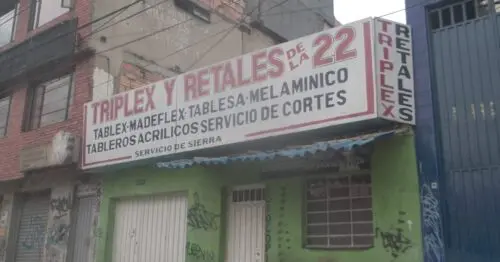 TRIPLEX Y RETALES DE LA 22
TABLEX-MADEFLEX-TABLESA-MELAMINICO
TABLEROS ACRILICOS SERVICIO DE CORTES
SERVICIO DE SIERRA
TRIPLEX
RETALES